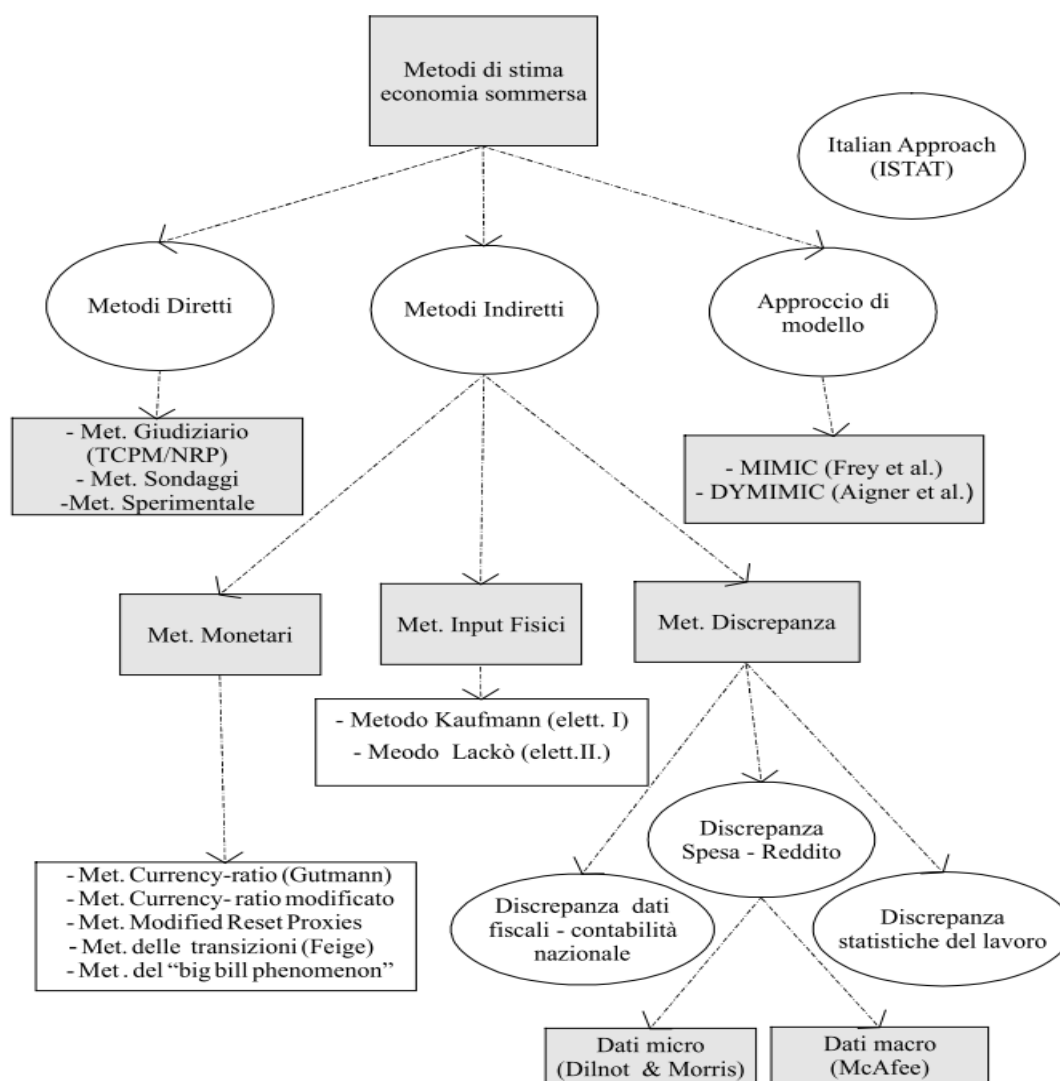 Metodi di stima
economia sommersa
Italian Approach
(ISTAT)
Metodi Diretti
Metodi Indiretti
Approccio di
modello
- Met. Giudiziario
(TCPM/NRP)
- Met. Sondaggi
-Met. Sperimentale
- MIMIC (Frey et al.)
- DYMIMIC (Aigner et al.)
Met. Monetari
Met. Input Fisici
Met. Discrepanza
- Metodo Kaufmann (elett. I)
- Meodo Lackò (elett.II.)
- Met. Currency-ratio (Gutmann)
- Met. Currency-ratio modificato
- Met. Modified Reset Proxies
- Met. delle transizioni (Feige)
- Met. del “big bill phenomenon”
Discrepanza
Spesa - Reddito
Discrepanza dati
fiscali - contabilità
nazionale
Discrepanza
statistiche del lavoro
Dati micro
(Dilnot & Morris)
Dati macro
(McAfee)